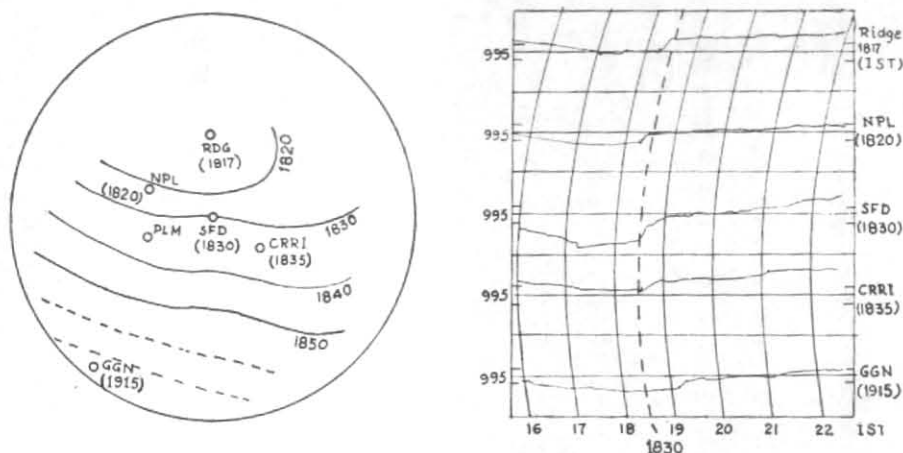 RDG
(1817)
1820
NPL
(1820)
SFD
(1830)
1830
PLM
CRRI
(1835)
1840
1850
GGN
(1915)
995
Ridge
1817
(IST)
995
NPL
(1820)
995
SFD
(1830)
995
CRRI
(1835)
995
GGN
(1915)
16 17 18 19 20 21 22 IST
1830